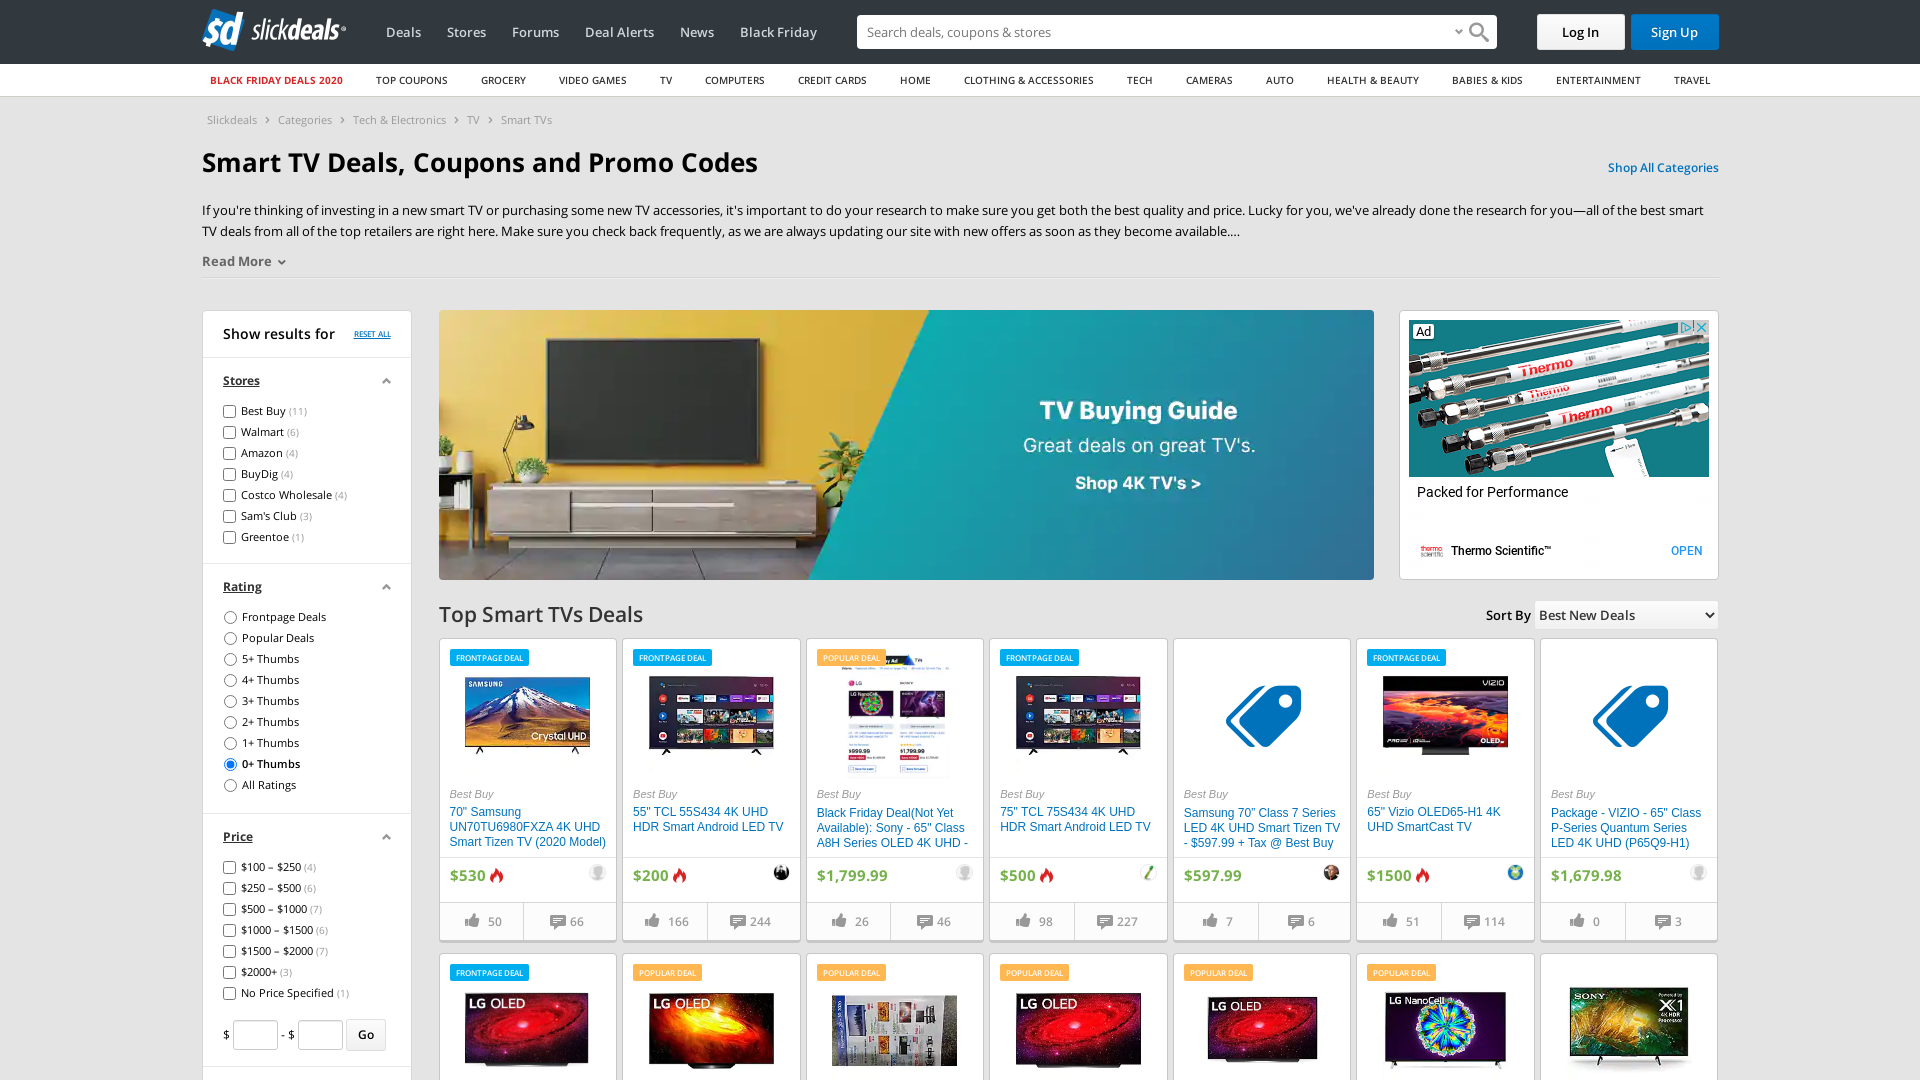 sd slickdeals
Deals
Stores
Forums
Deal Alerts
News
Black Friday
Search deals, coupons & stores
Log In
Sign Up
BLACK FRIDAY DEALS 2020
TOP COUPONS
GROCERY
VIDEO GAMES
TV
COMPUTERS
CREDIT CARDS
HOME
CLOTHING & ACCESSORIES
TECH
CAMERAS
AUTO
HEALTH & BEAUTY
BABIES & KIDS
ENTERTAINMENT
TRAVEL
Slickdeals > Categories > Tech & Electronics > TV > Smart TVs
Smart TV Deals, Coupons and Promo Codes
Shop All Categories
If you're thinking of investing in a new smart TV or purchasing some new TV accessories, it's important to do your research to make sure you get both the best quality and price. Lucky for you, we've already done the research for you—all of the best smart
TV deals from all of the top retailers are right here. Make sure you check back frequently, as we are always updating our site with new offers as soon as they become available....
Read More
Show results for
RESET ALL
Stores
Best Buy (11)
Walmart (6)
Amazon (4)
BuyDig (4)
Costco Wholesale (4)
Sam's Club (3)
Greentoe (1)
Rating
Frontpage Deals
Popular Deals
5+ Thumbs
4+ Thumbs
3+ Thumbs
2+ Thumbs
1+ Thumbs
0+ Thumbs
All Ratings
Price
$100 – $250 (4)
$250 – $500 (6)
$500 – $1000 (7)
$1000 – $1500 (6)
$1500 – $2000 (7)
$2000+ (3)
No Price Specified (1)
$ - $ Go
TV Buying Guide
Great deals on great TV's.
Shop 4K TV's >
Ad
Thermo
Thermo
Thermo
Thermo
Packed for Performance
thermo
scientific
Thermo Scientific™
OPEN
Top Smart TVs Deals
Sort By Best New Deals
FRONTPAGE DEAL
SAMSUNG
Crystal UHD
Best Buy
70" Samsung
UN70TU6980FXZA 4K UHD
Smart Tizen TV (2020 Model)
$530
50
66
FRONTPAGE DEAL
Best Buy
55" TCL 55S434 4K UHD
HDR Smart Android LED TV
$200
166
244
POPULAR DEAL
LG
$999.99
$1,799.99
Best Buy
Black Friday Deal(Not Yet
Available): Sony - 65" Class
A8H Series OLED 4K UHD -
$1,799.99
26
46
FRONTPAGE DEAL
Best Buy
75" TCL 75S434 4K UHD
HDR Smart Android LED TV
$500
98
227
Best Buy
Samsung 70” Class 7 Series
LED 4K UHD Smart Tizen TV
- $597.99 + Tax @ Best Buy
$597.99
7
6
FRONTPAGE DEAL
VIZIO
OLED
Best Buy
65" Vizio OLED65-H1 4K
UHD SmartCast TV
$1500
51
114
Best Buy
Package - VIZIO - 65" Class
P-Series Quantum Series
LED 4K UHD (P65Q9-H1)
$1,679.98
0
3
FRONTPAGE DEAL
LG OLED
POPULAR DEAL
LG OLED
POPULAR DEAL
POPULAR DEAL
LG OLED
POPULAR DEAL
LG OLED
POPULAR DEAL
LG NanoCell
SONY
Powered by
X1
4K HDR
Processor